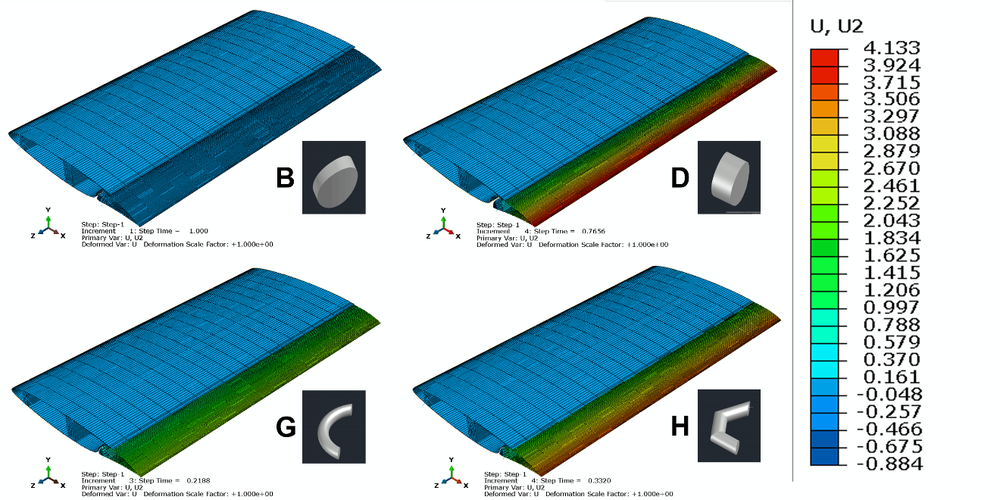 B
Y
Z X
Step: Step-1
Increment 1: Step Time = 1.000
Primary Var: U, U2
Deformed Var: U Deformation Scale Factor: +1.000e+00
D
Y
Z X
Step: Step-1
Increment 4: Step Time = 0.7656
Primary Var: U, U2
Deformed Var: U Deformation Scale Factor: +1.000e+00
G
Y
Z X
Step: Step-1
Increment 3: Step Time = 0.2188
Primary Var: U, U2
Deformed Var: U Deformation Scale Factor: +1.000e+00
H
Y
Z X
Step: Step-1
Increment 4: Step Time = 0.3320
Primary Var: U, U2
Deformed Var: U Deformation Scale Factor: +1.000e+00
U, U2
4.133
3.924
3.715
3.506
3.297
3.088
2.879
2.670
2.461
2.252
2.043
1.834
1.625
1.415
1.206
0.997
0.788
0.579
0.370
0.161
-0.048
-0.257
-0.466
-0.675
-0.884